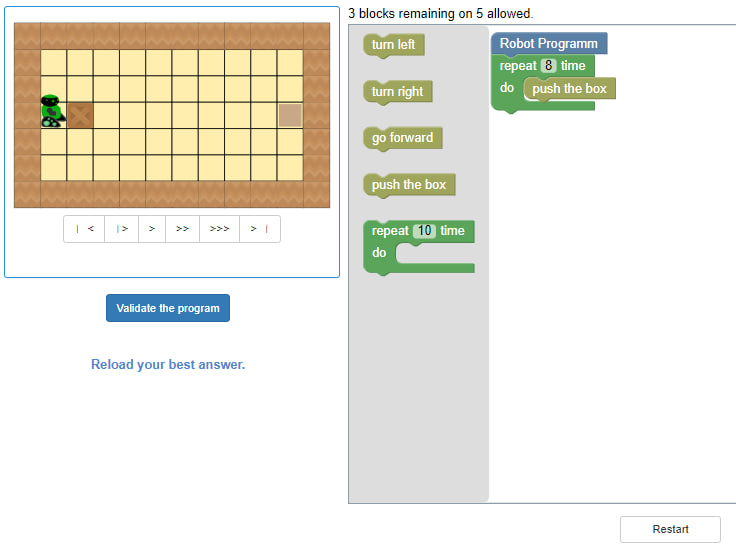 3 blocks remaining on 5 allowed.
turn left
turn right
go forward
push the box
repeat 10 time
do
Robot Programm
repeat 8 time
do push the box
| < |> > >> >>> > |
Validate the program
Reload your best answer.
Restart